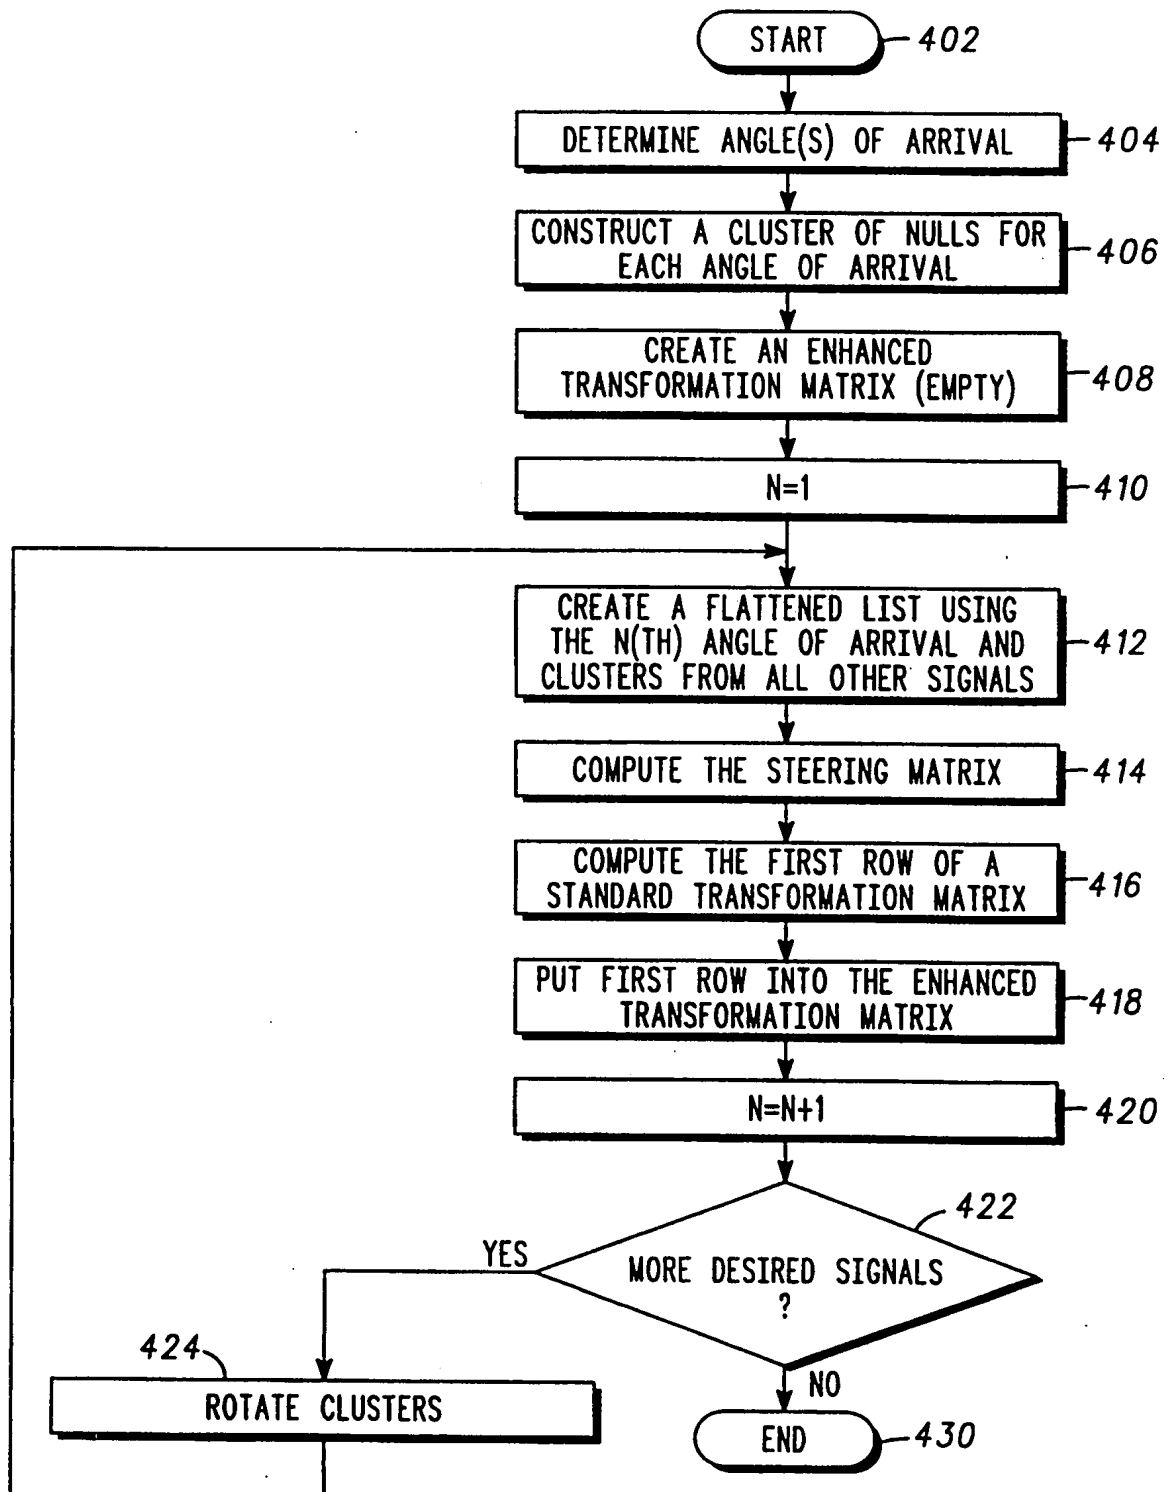 START
402
DETERMINE ANGLE(S) OF ARRIVAL
404
CONSTRUCT A CLUSTER OF NULLS FOR
EACH ANGLE OF ARRIVAL
406
CREATE AN ENHANCED
TRANSFORMATION MATRIX (EMPTY)
408
N=1
410
CREATE A FLATTENED LIST USING
THE N(TH) ANGLE OF ARRIVAL AND
CLUSTERS FROM ALL OTHER SIGNALS
412
COMPUTE THE STEERING MATRIX
414
COMPUTE THE FIRST ROW OF A
STANDARD TRANSFORMATION MATRIX
416
PUT FIRST ROW INTO THE ENHANCED
TRANSFORMATION MATRIX
418
N=N+1
420
422
YES
MORE DESIRED SIGNALS
?
424
NO
ROTATE CLUSTERS
END
430